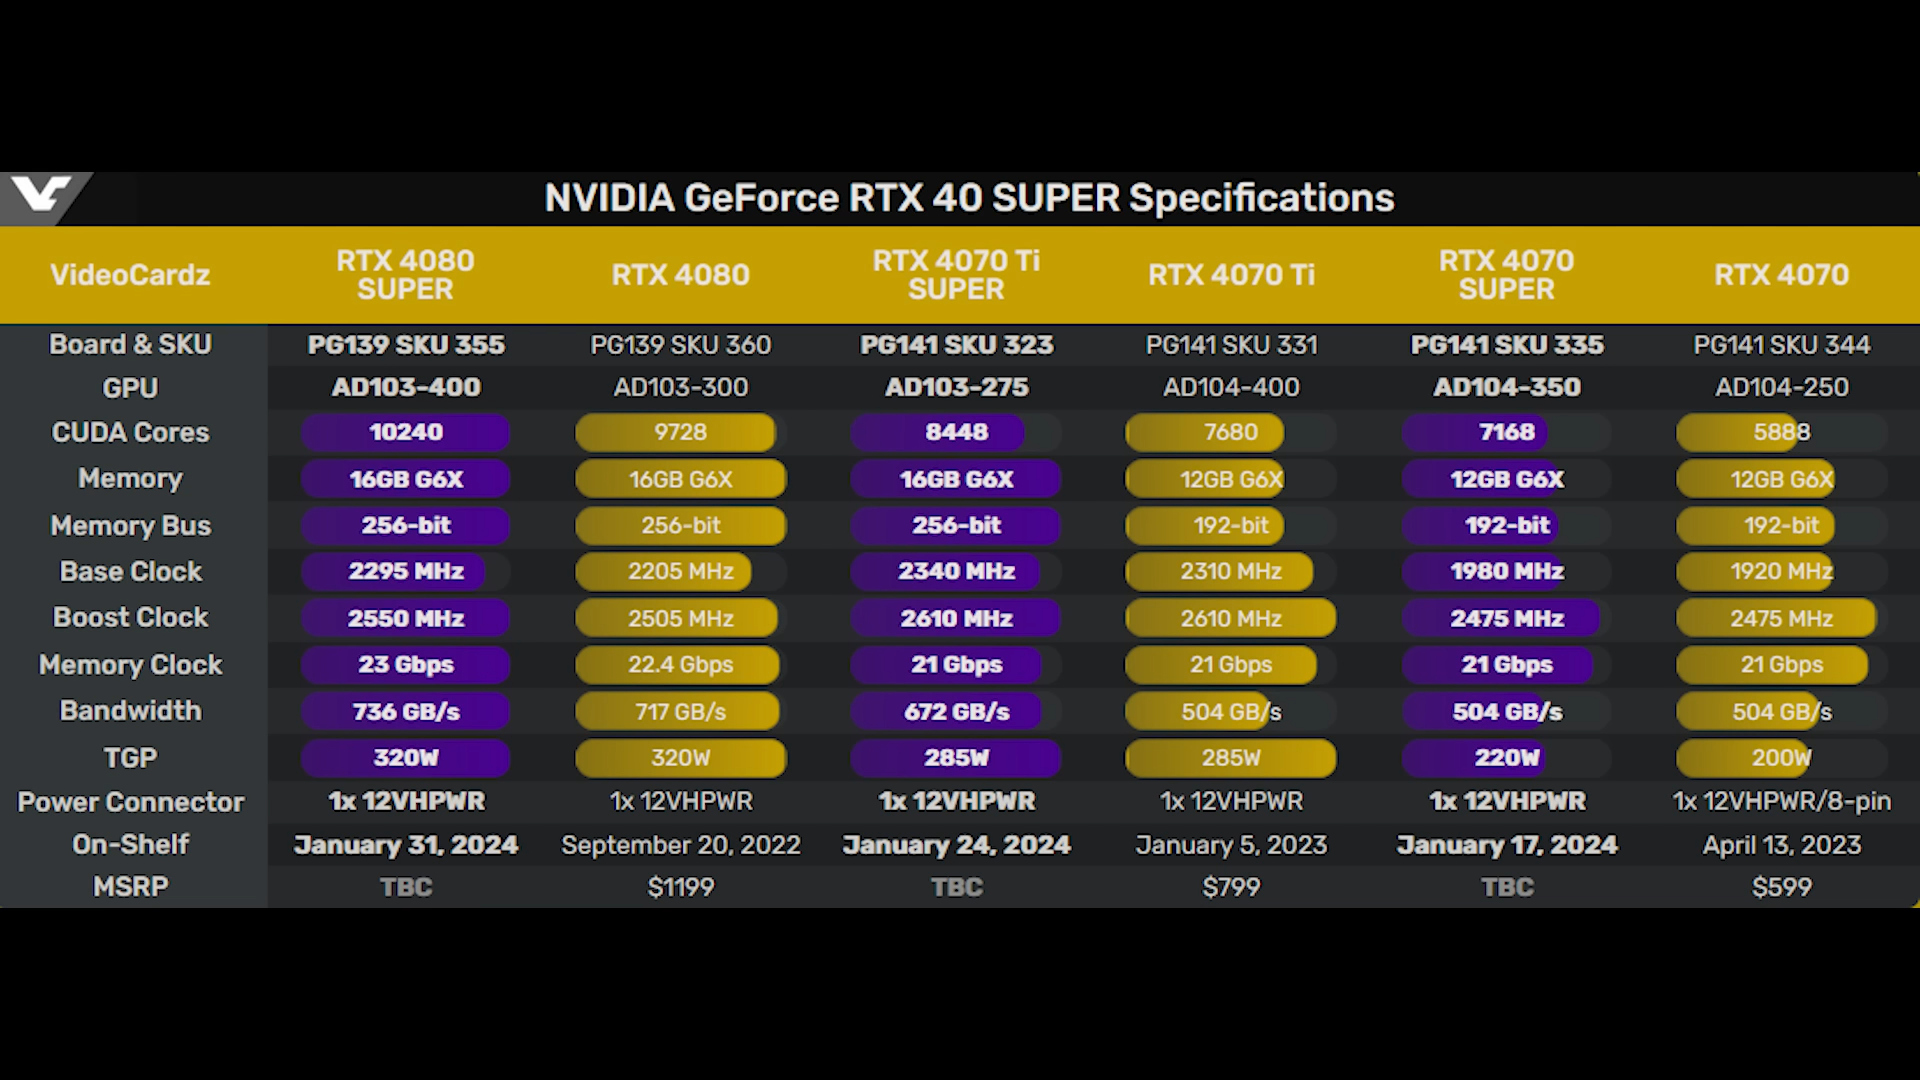 NVIDIA GeForce RTX 40 SUPER Specifications
VideoCardz RTX 4080 SUPER RTX 4080 RTX 4070 Ti SUPER RTX 4070 Ti RTX 4070 SUPER RTX 4070
Board & SKU PG139 SKU 355 PG139 SKU 360 PG141 SKU 323 PG141 SKU 331 PG141 SKU 335 PG141 SKU 344
GPU AD103-400 AD103-300 AD103-275 AD104-400 AD104-350 AD104-250
CUDA Cores 10240 9728 8448 7680 7168 5888
Memory 16GB G6X 16GB G6X 16GB G6X 12GB G6X 12GB G6X 12GB G6X
Memory Bus 256-bit 256-bit 256-bit 192-bit 192-bit 192-bit
Base Clock 2295 MHz 2205 MHz 2340 MHz 2310 MHz 1980 MHz 1920 MHz
Boost Clock 2550 MHz 2505 MHz 2610 MHz 2610 MHz 2475 MHz 2475 MHz
Memory Clock 23 Gbps 22.4 Gbps 21 Gbps 21 Gbps 21 Gbps 21 Gbps
Bandwidth 736 GB/s 717 GB/s 672 GB/s 504 GB/s 504 GB/s 504 GB/s
TGP 320W 320W 285W 285W 220W 200W
Power Connector 1x 12VHPWR 1x 12VHPWR 1x 12VHPWR 1x 12VHPWR 1x 12VHPWR 1x 12VHPWR/8-pin
On-Shelf January 31, 2024 September 20, 2022 January 24, 2024 January 5, 2023 January 17, 2024 April 13, 2023
MSRP TBC $1199 TBC $799 TBC $599